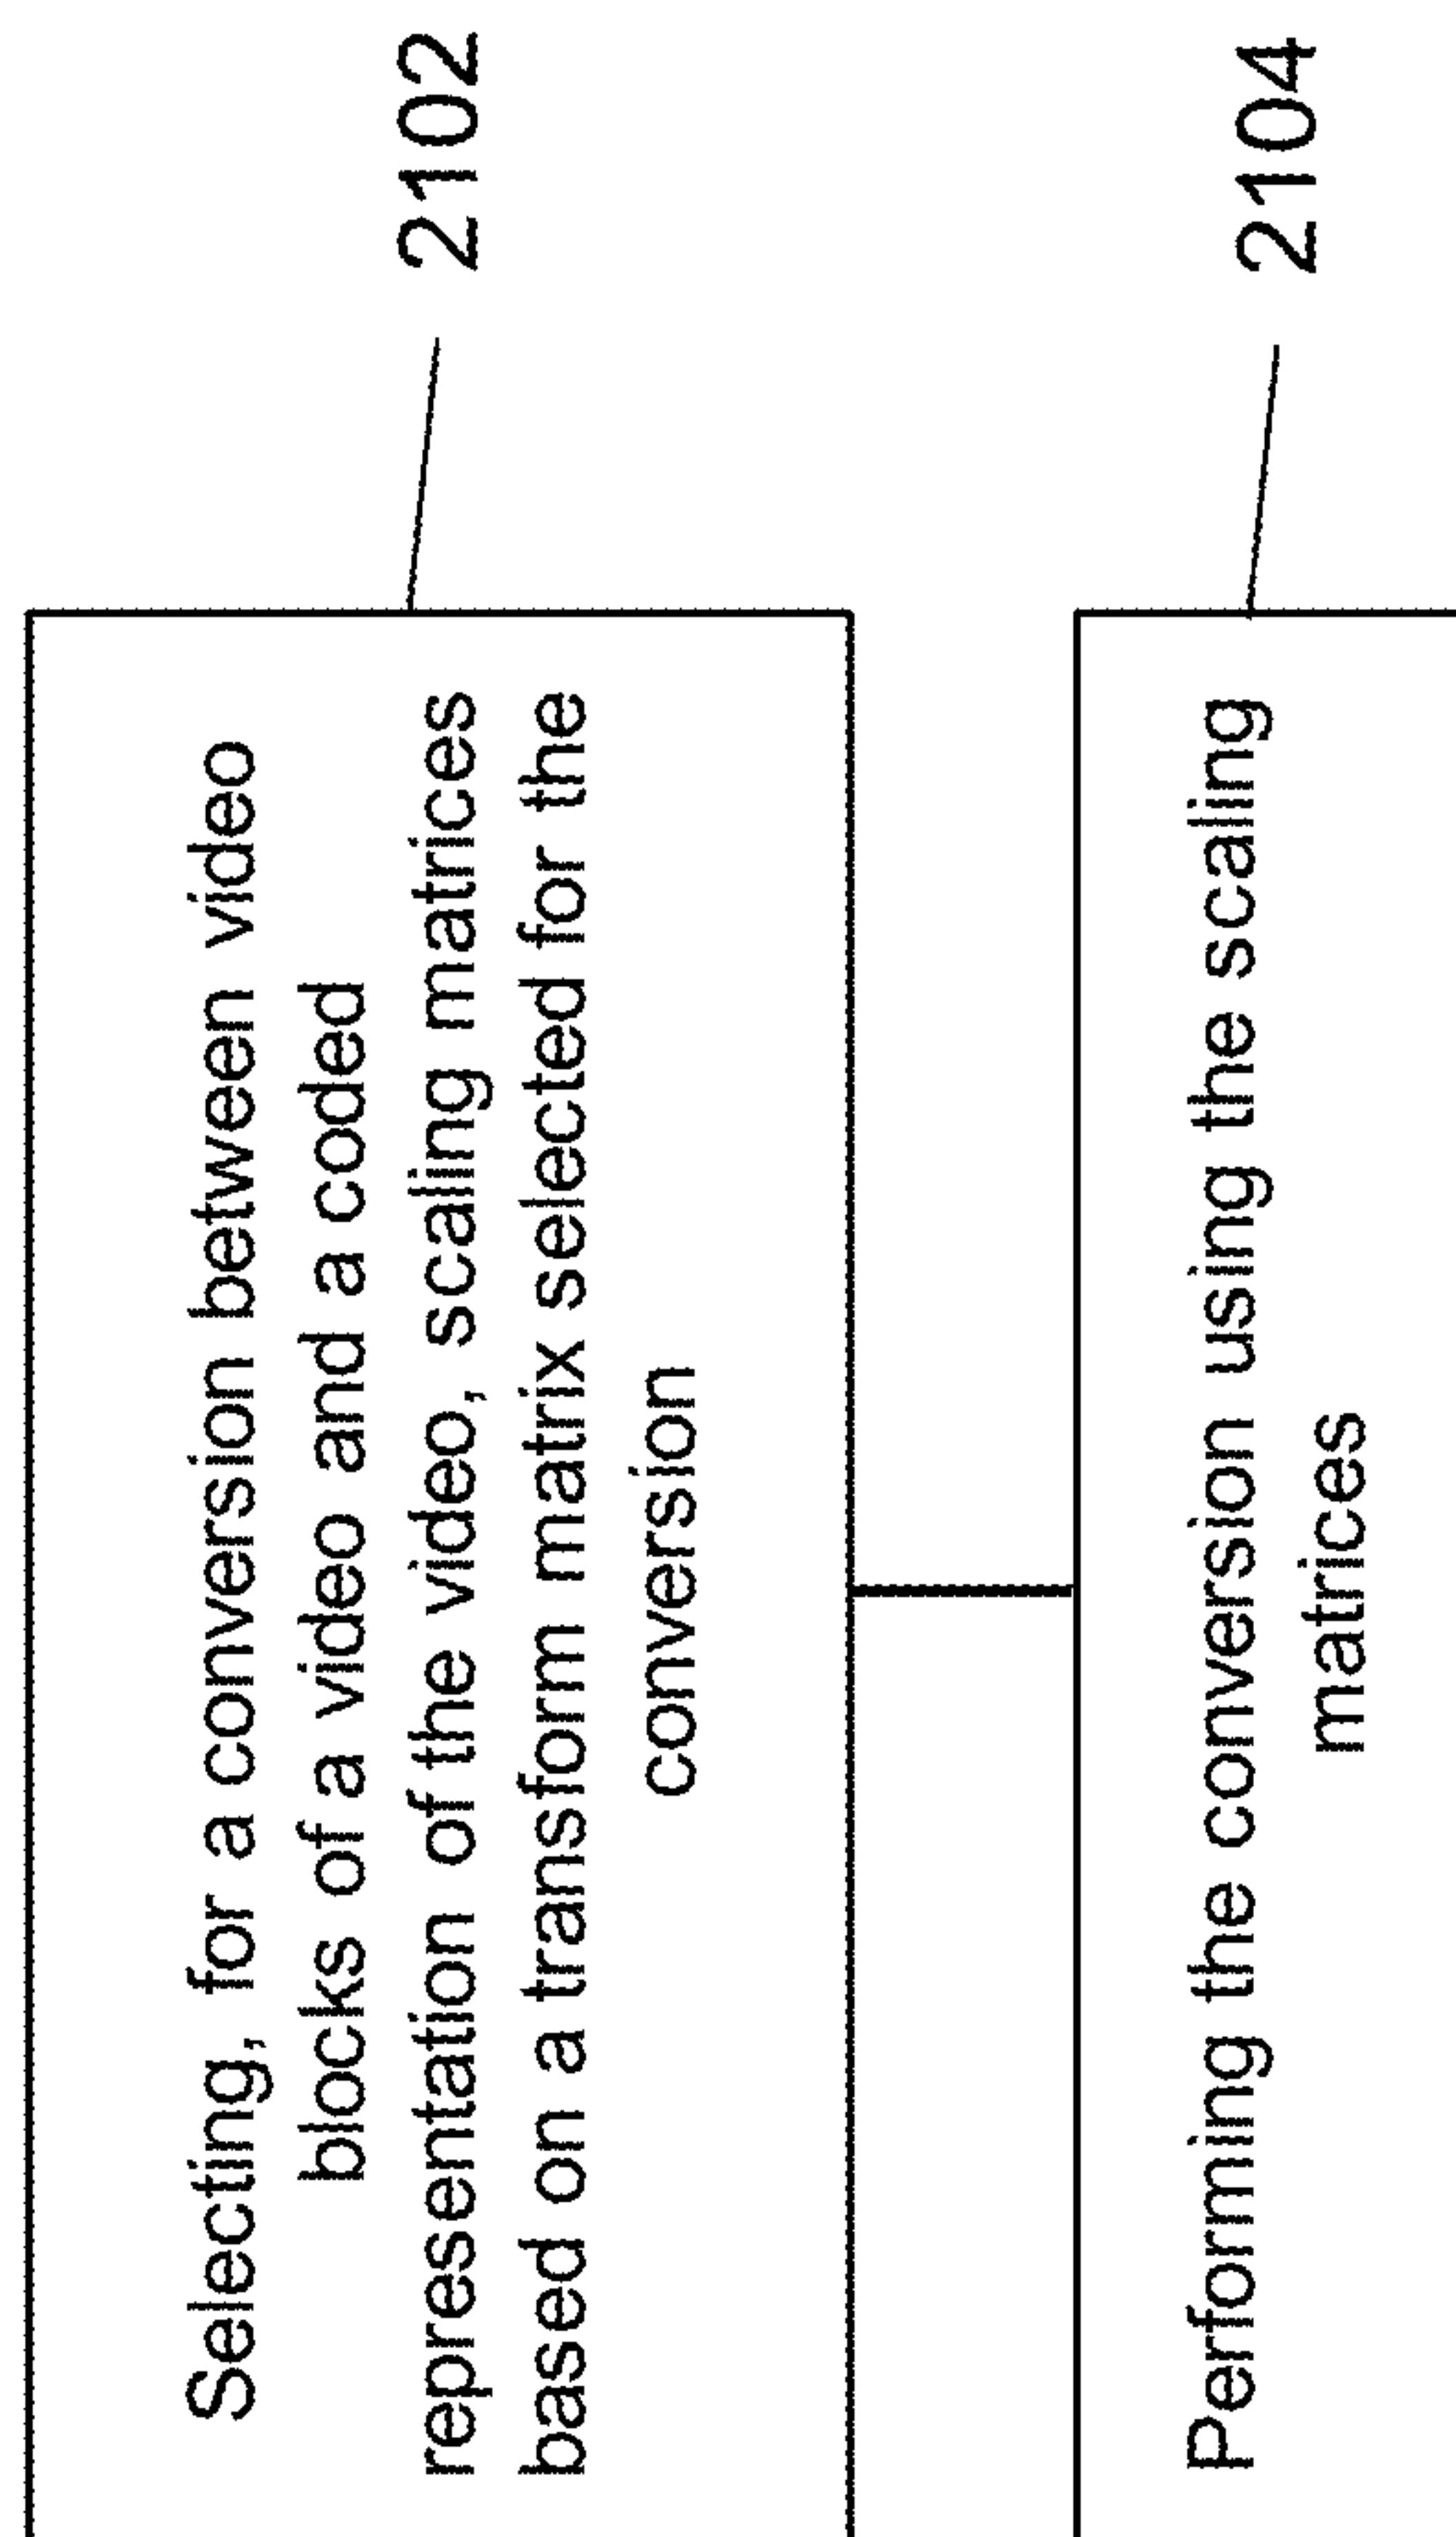 Selecting, for a conversion between video
blocks of a video and a coded
representation of the video, scaling matrices
based on a transform matrix selected for the
conversion
2102
Performing the conversion using the scaling
matrices
2104